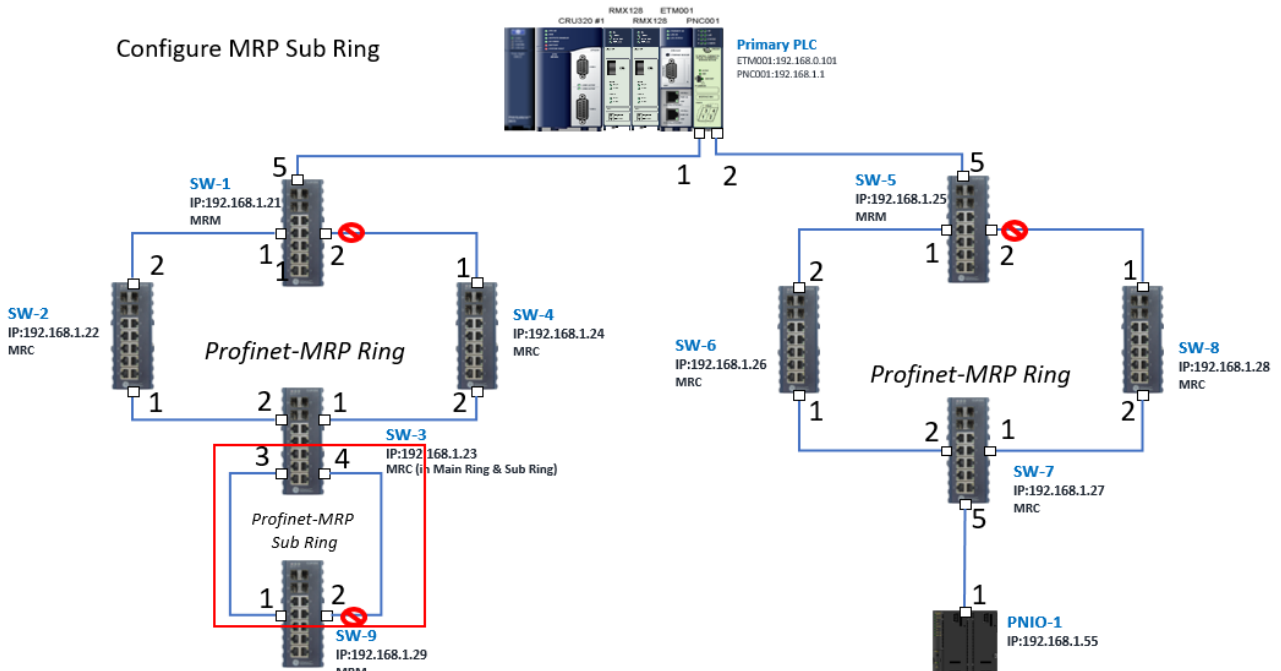 Configure MRP Sub Ring
RMX128 ETM001
CRU320 #1 RMX128 PNC001
Primary PLC
ETM001:192.168.0.101
PNC001:192.168.1.1
1 2
5
SW-1
IP:192.168.1.21
MRM
1 2
1
5
SW-5
IP:192.168.1.25
MRM
1 2
2
SW-2
IP:192.168.1.22
MRC
1
1
SW-4
IP:192.168.1.24
MRC
2
Profinet-MRP Ring
2
SW-6
IP:192.168.1.26
MRC
1
1
SW-8
IP:192.168.1.28
MRC
2
Profinet-MRP Ring
2 1
SW-3
IP:192.168.1.23
MRC (in Main Ring & Sub Ring)
3 4
Profinet-MRP
Sub Ring
1 2
SW-9
IP:192.168.1.29
MRM
2 1
SW-7
IP:192.168.1.27
MRC
5
1
PNIO-1
IP:192.168.1.55